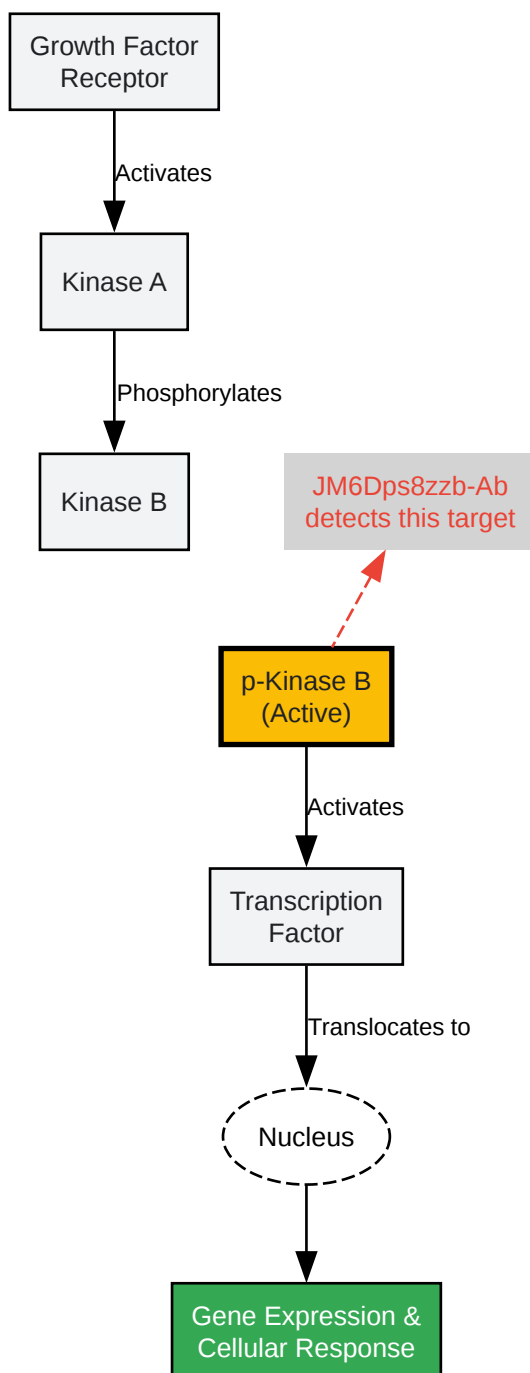 Growth Factor
Receptor
Activates
Kinase A
Phosphorylates
Kinase B
JM6Dps8zzb-Ab
detects this target
p-Kinase B
(Active)
Activates
Transcription
Factor
Translocates to
Nucleus
Gene Expression &
Cellular Response